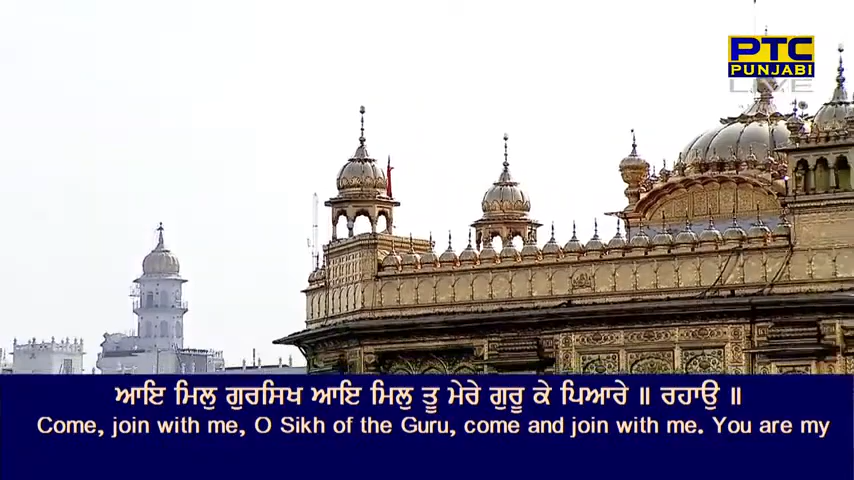 PTC
PUNJABI
LIVE
ਆਇ ਮਿਲੁ ਗੁਰਸਿਖ ਆਇ ਮਿਲੁ ਤੂ ਮੇਰੇ ਗੁਰੂ ਕੇ ਪਿਆਰੇ ॥ ਰਹਾਉ ॥
Come, join with me, O Sikh of the Guru, come and join with me. You are my